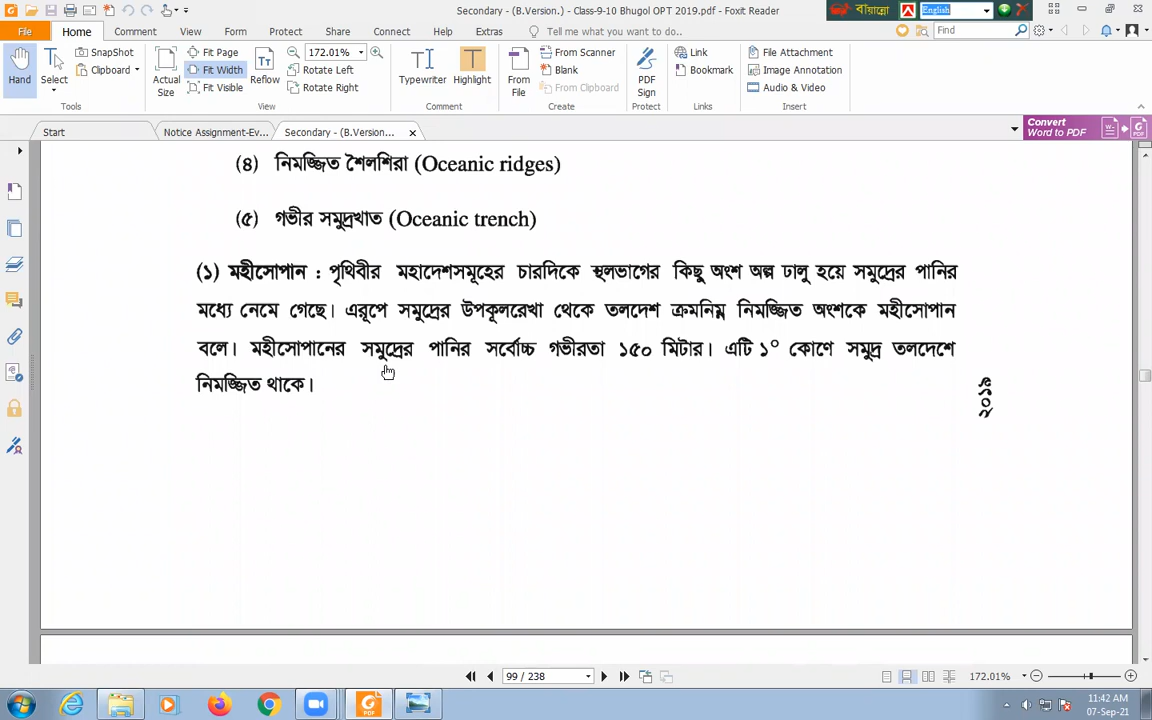 Secondary - (B.Version.) - Class-9-10 Bhugol OPT 2019.pdf - Foxit Reader
বাঁয়ান্নো English
File Home Comment View Form Protect Share Connect Help Extras Tell me what you want to do.. Find
Hand Select SnapShot Clipboard Actual Size Fit Page Fit Width Fit Visible Reflow 172.01% Rotate Left Rotate Right Typewriter Highlight From File From Scanner Blank From Clipboard PDF Sign Link Bookmark File Attachment Image Annotation Audio & Video
Tools View Comment Create Protect Links Insert
Start Notice Assignment-Ev... Secondary - (B.Version... Convert Word to PDF
(৪) নিমজ্জিত শৈলশিরা (Oceanic ridges)
(৫) গভীর সমুদ্রখাত (Oceanic trench)
(১) মহীসোপান : পৃথিবীর মহাদেশসমূহের চারদিকে স্থলভাগের কিছু অংশ অল্প ঢালু হয়ে সমুদ্রের পানির
মধ্যে নেমে গেছে। এরূপে সমুদ্রের উপকূলরেখা থেকে তলদেশ ক্রমনিম্ন নিমজ্জিত অংশকে মহীসোপান
বলে। মহীসোপানের সমুদ্রের পানির সর্বোচ্চ গভীরতা ১৫০ মিটার। এটি ১° কোণে সমুদ্র তলদেশে
নিমজ্জিত থাকে।
২০১৯
99 / 238 172.01%
11:42 AM
07-Sep-21